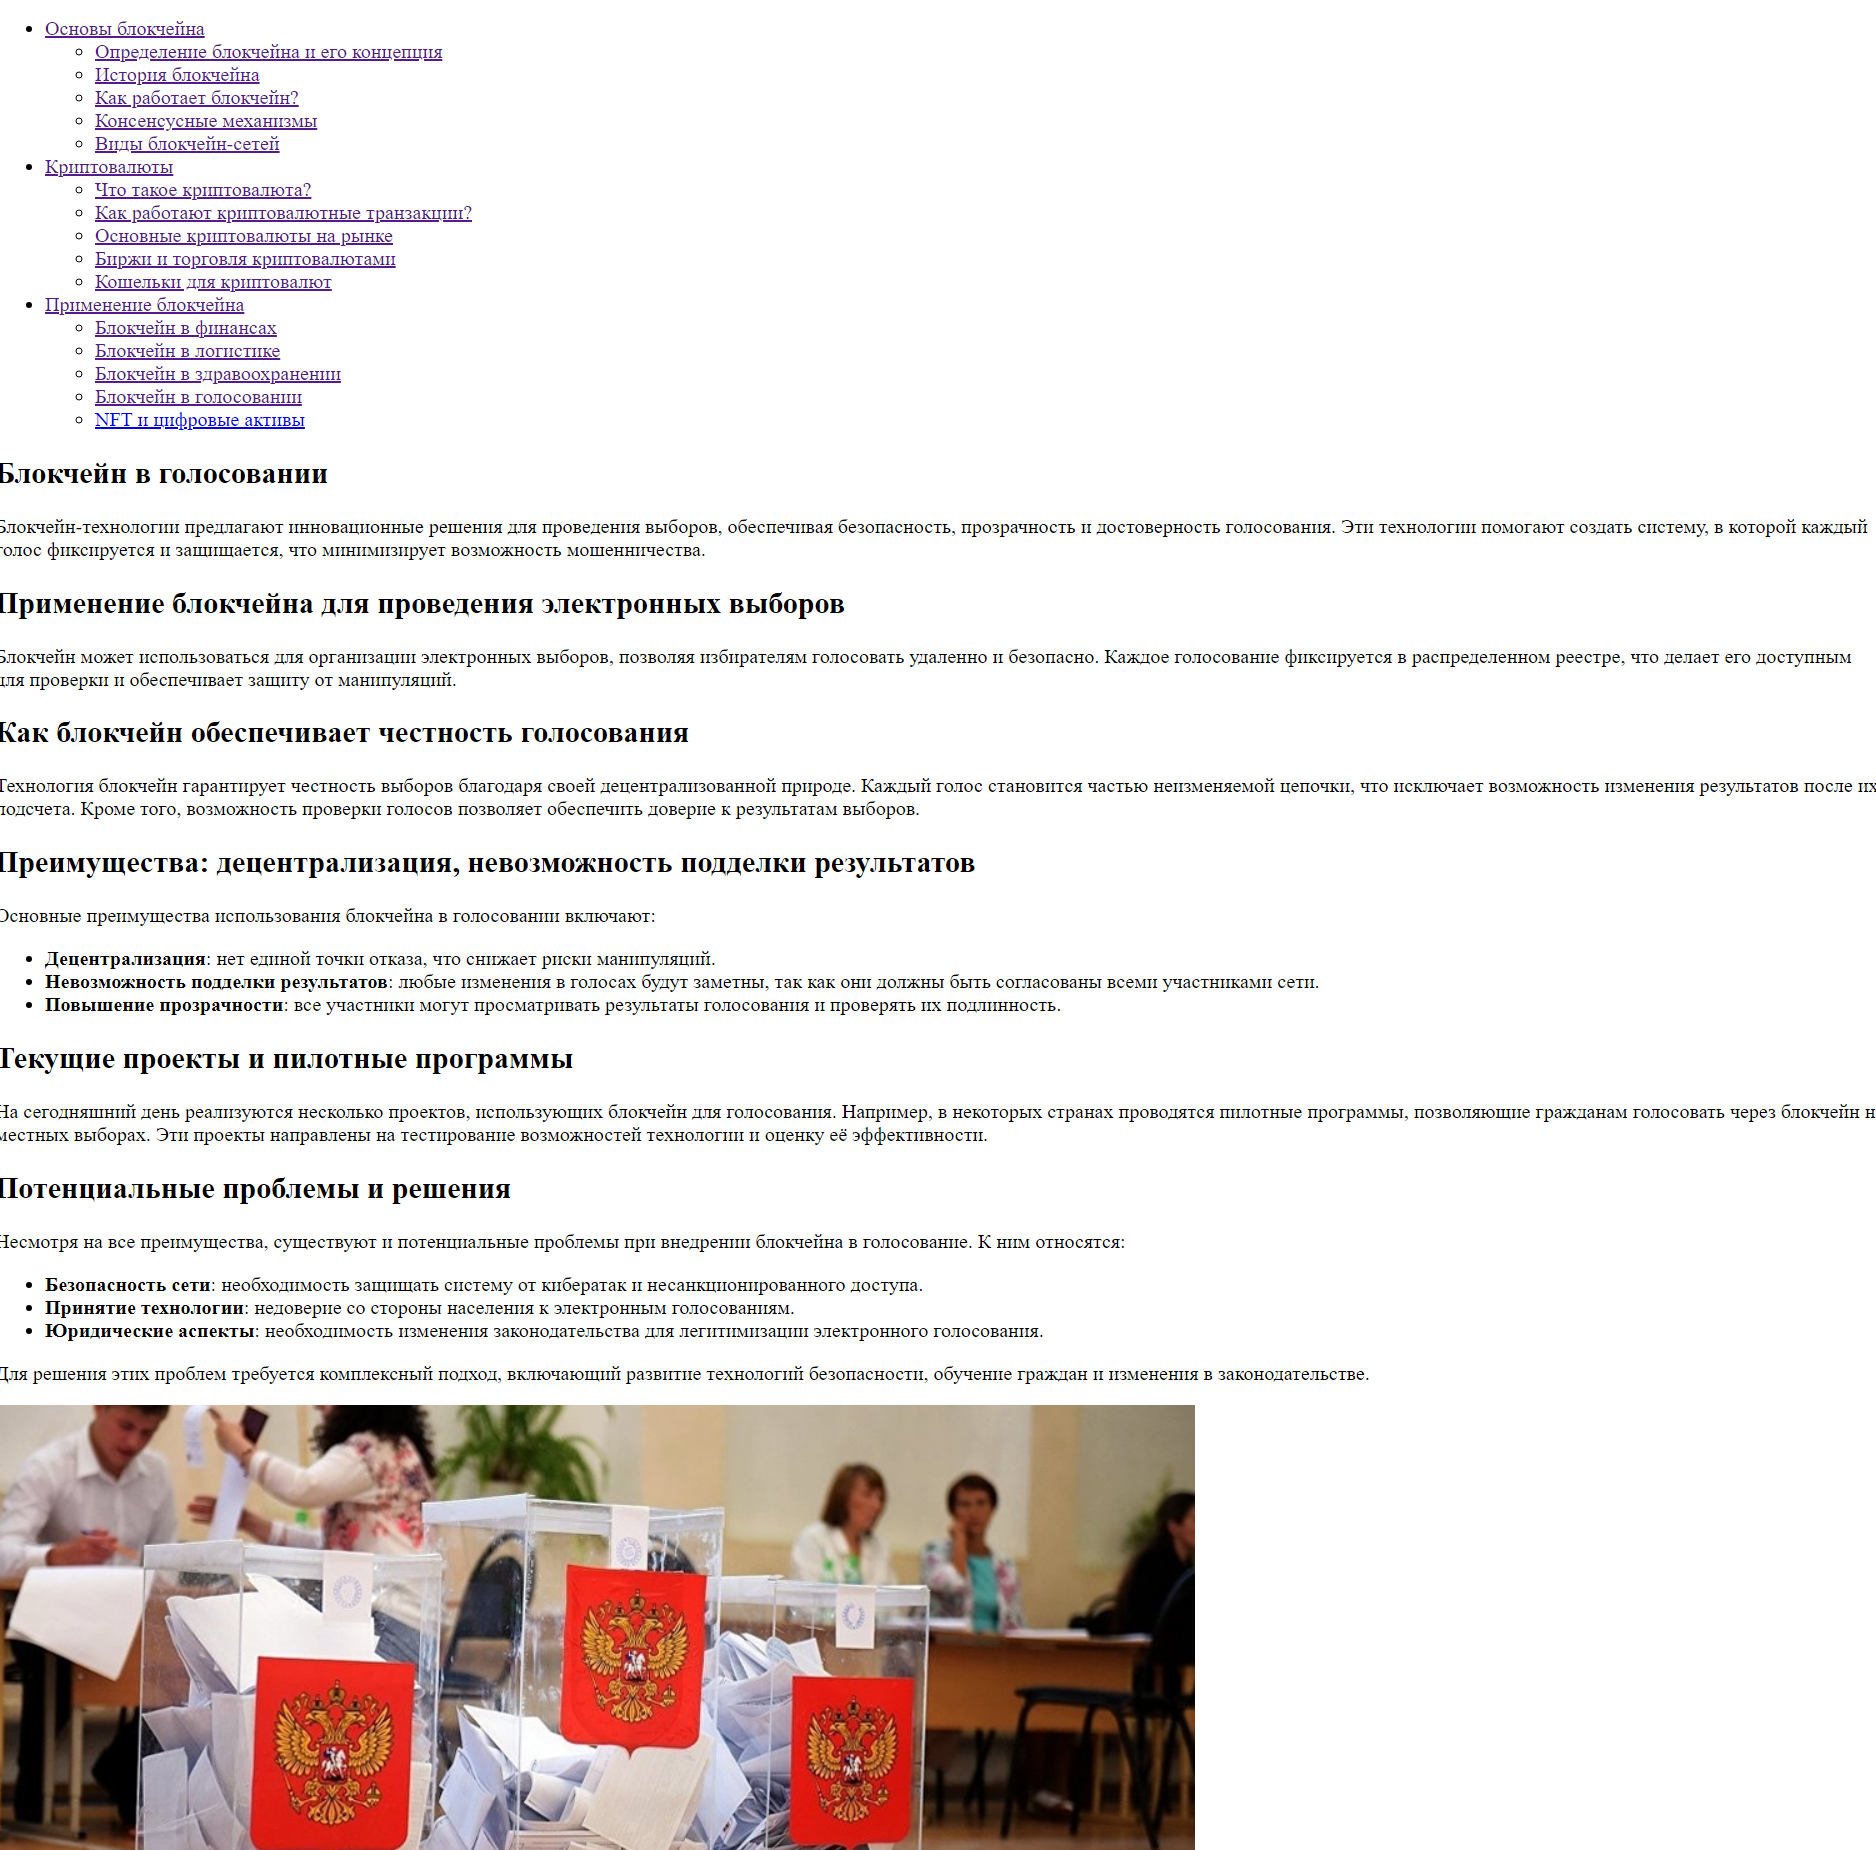 Основы блокчейна
Определение блокчейна и его концепция
История блокчейна
Как работает блокчейн?
Консенсусные механизмы
Виды блокчейн-сетей
Криптовалюты
Что такое криптовалюта?
Как работают криптовалютные транзакции?
Основные криптовалюты на рынке
Биржи и торговля криптовалютами
Кошельки для криптовалют
Применение блокчейна
Блокчейн в финансах
Блокчейн в логистике
Блокчейн в здравоохранении
Блокчейн в голосовании
NFT и цифровые активы
Блокчейн в голосовании
Блокчейн-технологии предлагают инновационные решения для проведения выборов, обеспечивая безопасность, прозрачность и достоверность голосования. Эти технологии помогают создать систему, в которой каждый
голос фиксируется и защищается, что минимизирует возможность мошенничества.
Применение блокчейна для проведения электронных выборов
Блокчейн может использоваться для организации электронных выборов, позволяя избирателям голосовать удаленно и безопасно. Каждое голосование фиксируется в распределенном реестре, что делает его доступным
для проверки и обеспечивает защиту от манипуляций.
Как блокчейн обеспечивает честность голосования
Технология блокчейн гарантирует честность выборов благодаря своей децентрализованной природе. Каждый голос становится частью неизменяемой цепочки, что исключает возможность изменения результатов после их
подсчета. Кроме того, возможность проверки голосов позволяет обеспечить доверие к результатам выборов.
Преимущества: децентрализация, невозможность подделки результатов
Основные преимущества использования блокчейна в голосовании включают:
Децентрализация: нет единой точки отказа, что снижает риски манипуляций.
Невозможность подделки результатов: любые изменения в голосах будут заметны, так как они должны быть согласованы всеми участниками сети.
Повышение прозрачности: все участники могут просматривать результаты голосования и проверять их подлинность.
Текущие проекты и пилотные программы
На сегодняшний день реализуются несколько проектов, использующих блокчейн для голосования. Например, в некоторых странах проводятся пилотные программы, позволяющие гражданам голосовать через блокчейн н
местных выборах. Эти проекты направлены на тестирование возможностей технологии и оценку её эффективности.
Потенциальные проблемы и решения
Несмотря на все преимущества, существуют и потенциальные проблемы при внедрении блокчейна в голосование. К ним относятся:
Безопасность сети: необходимость защищать систему от кибератак и несанкционированного доступа.
Принятие технологии: недоверие со стороны населения к электронным голосованиям.
Юридические аспекты: необходимость изменения законодательства для легитимизации электронного голосования.
Для решения этих проблем требуется комплексный подход, включающий развитие технологий безопасности, обучение граждан и изменения в законодательстве.